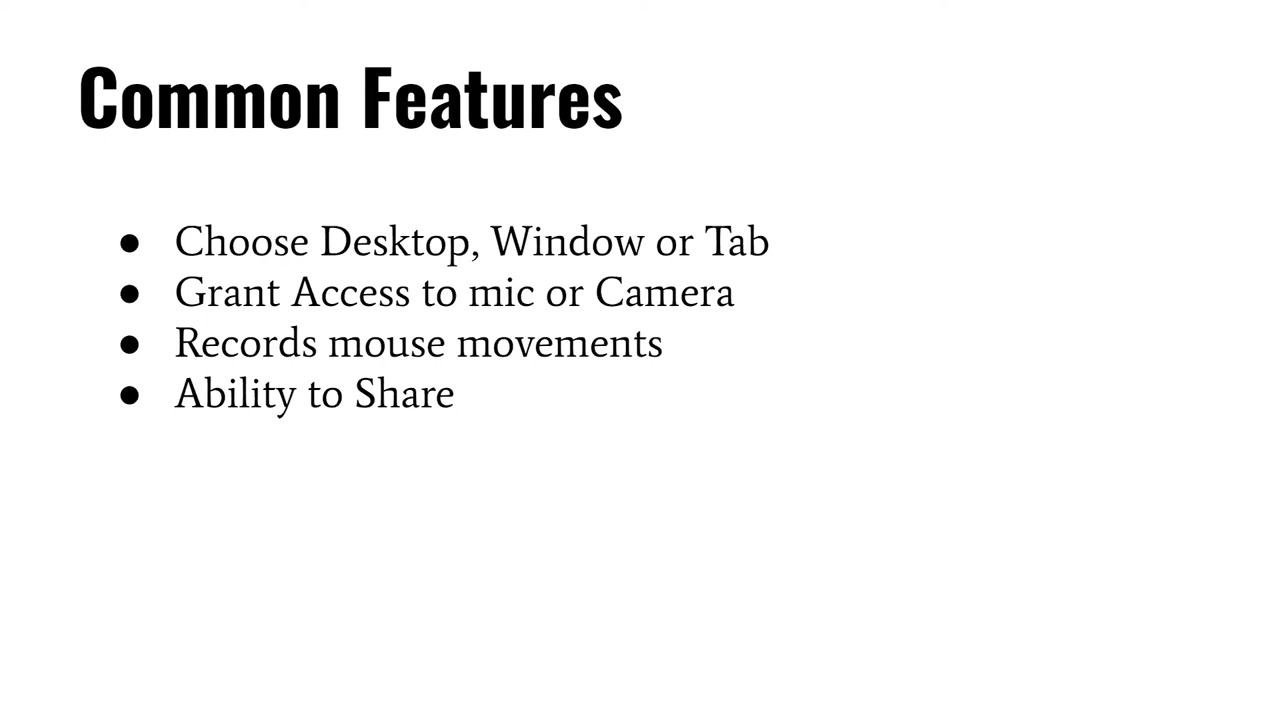 Common Features
● Choose Desktop, Window or Tab
● Grant Access to mic or Camera
● Records mouse movements
● Ability to Share